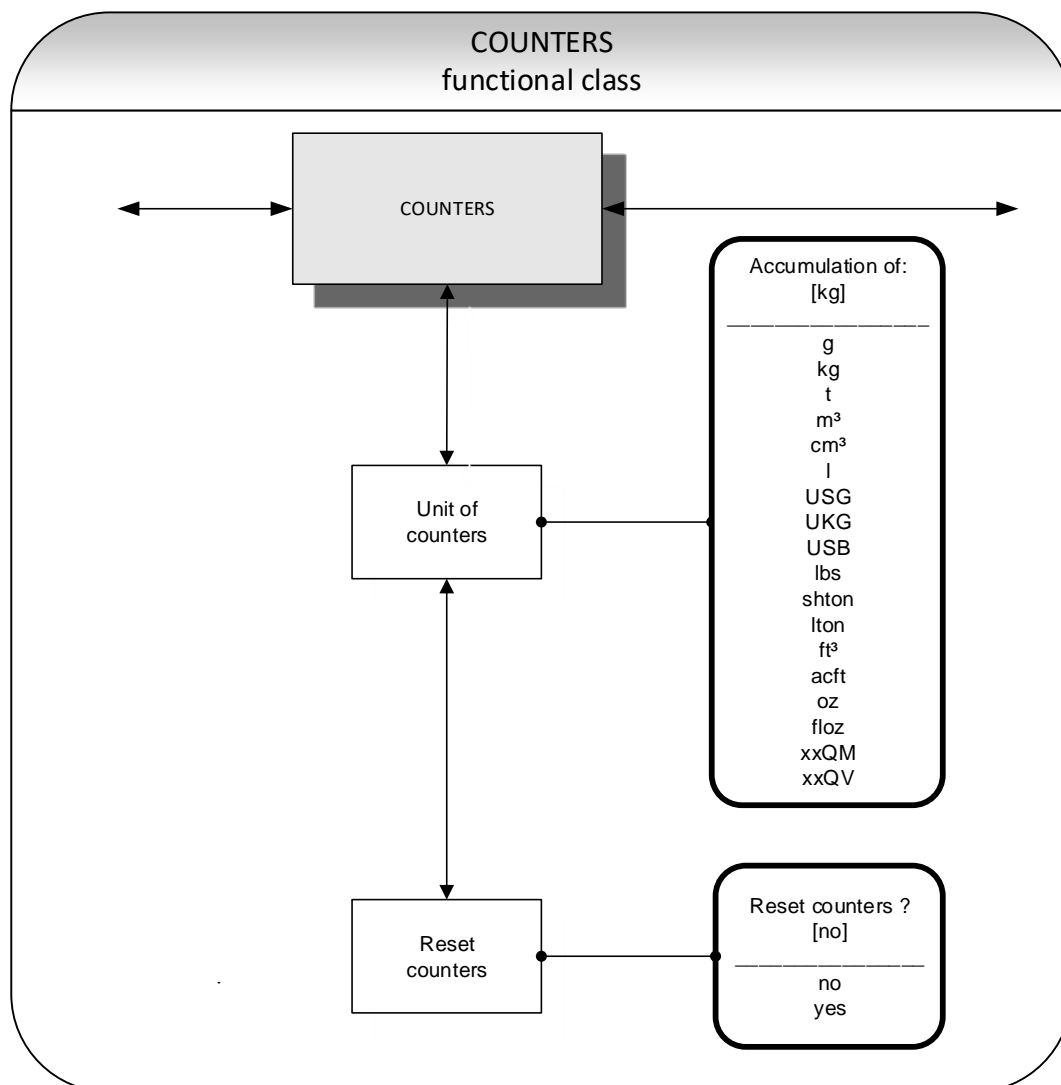 COUNTERS
functional class
COUNTERS
Accumulation of:
[kg]
g
kg
t
m³
cm³
l
USG
UKG
USB
lbs
shton
lton
ft³
acft
oz
floz
xxQM
xxQV
Unit of
counters
Reset
counters
Reset counters ?
[no]
no
yes